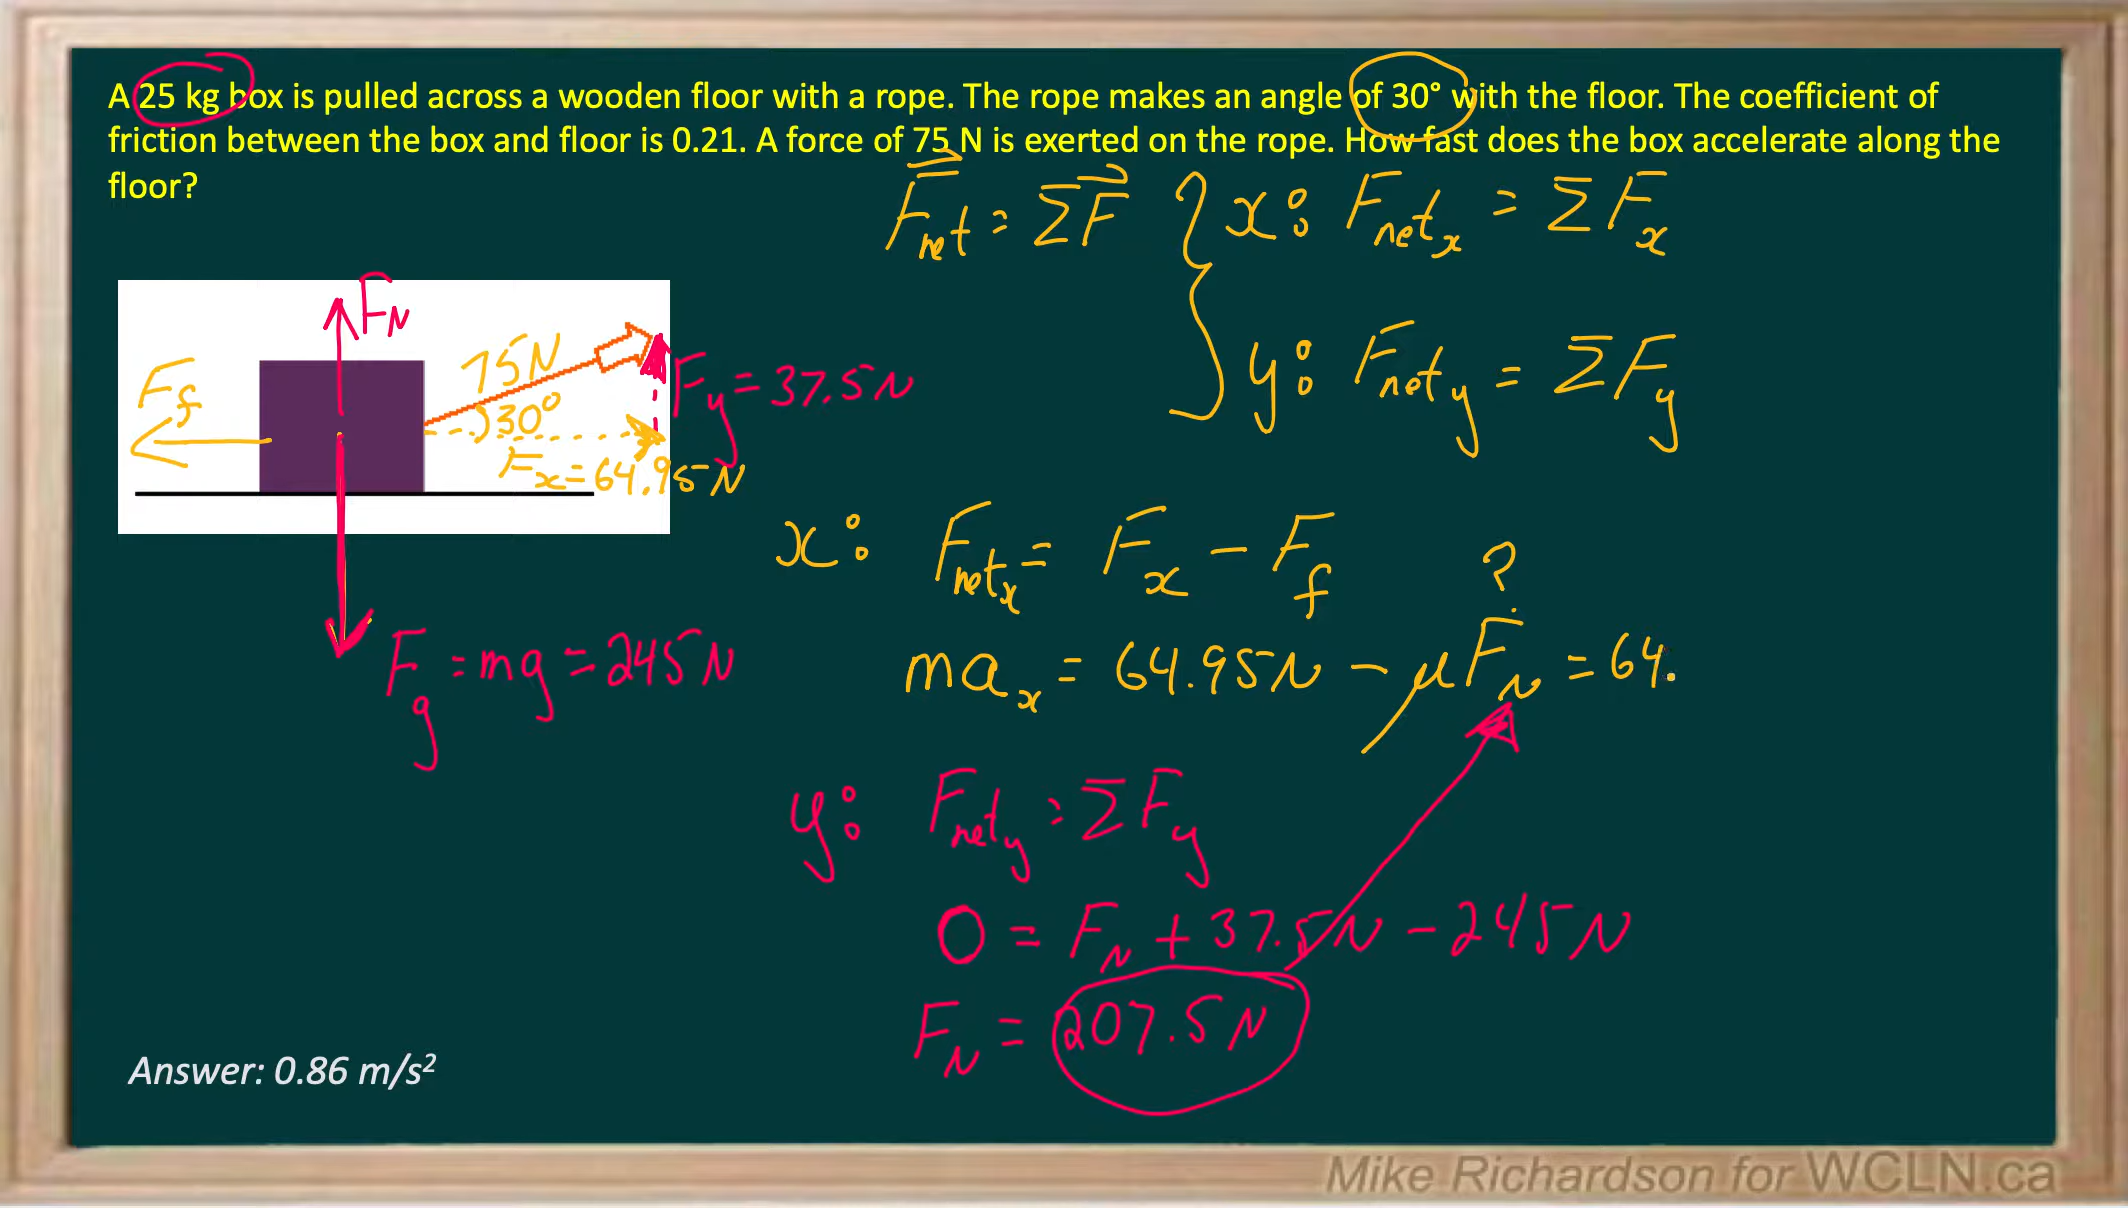 A 25 kg box is pulled across a wooden floor with a rope. The rope makes an angle of 30° with the floor. The coefficient of
friction between the box and floor is 0.21. A force of 75 N is exerted on the rope. How fast does the box accelerate along the
floor?
F⃗net = ΣF⃗ { x: Fnetx = ΣFx
y: Fnety = ΣFy
FN
75N
Ff
30°
Fy = 37.5N
Fx = 64.95N
x: Fnetx = Fx - Ff
?
max = 64.95N - μFN = 64.
Fg = mg = 245N
y: Fnety = ΣFy
0 = FN + 37.5N - 245N
FN = 207.5N
Answer: 0.86 m/s²
Mike Richardson for WCLN.ca